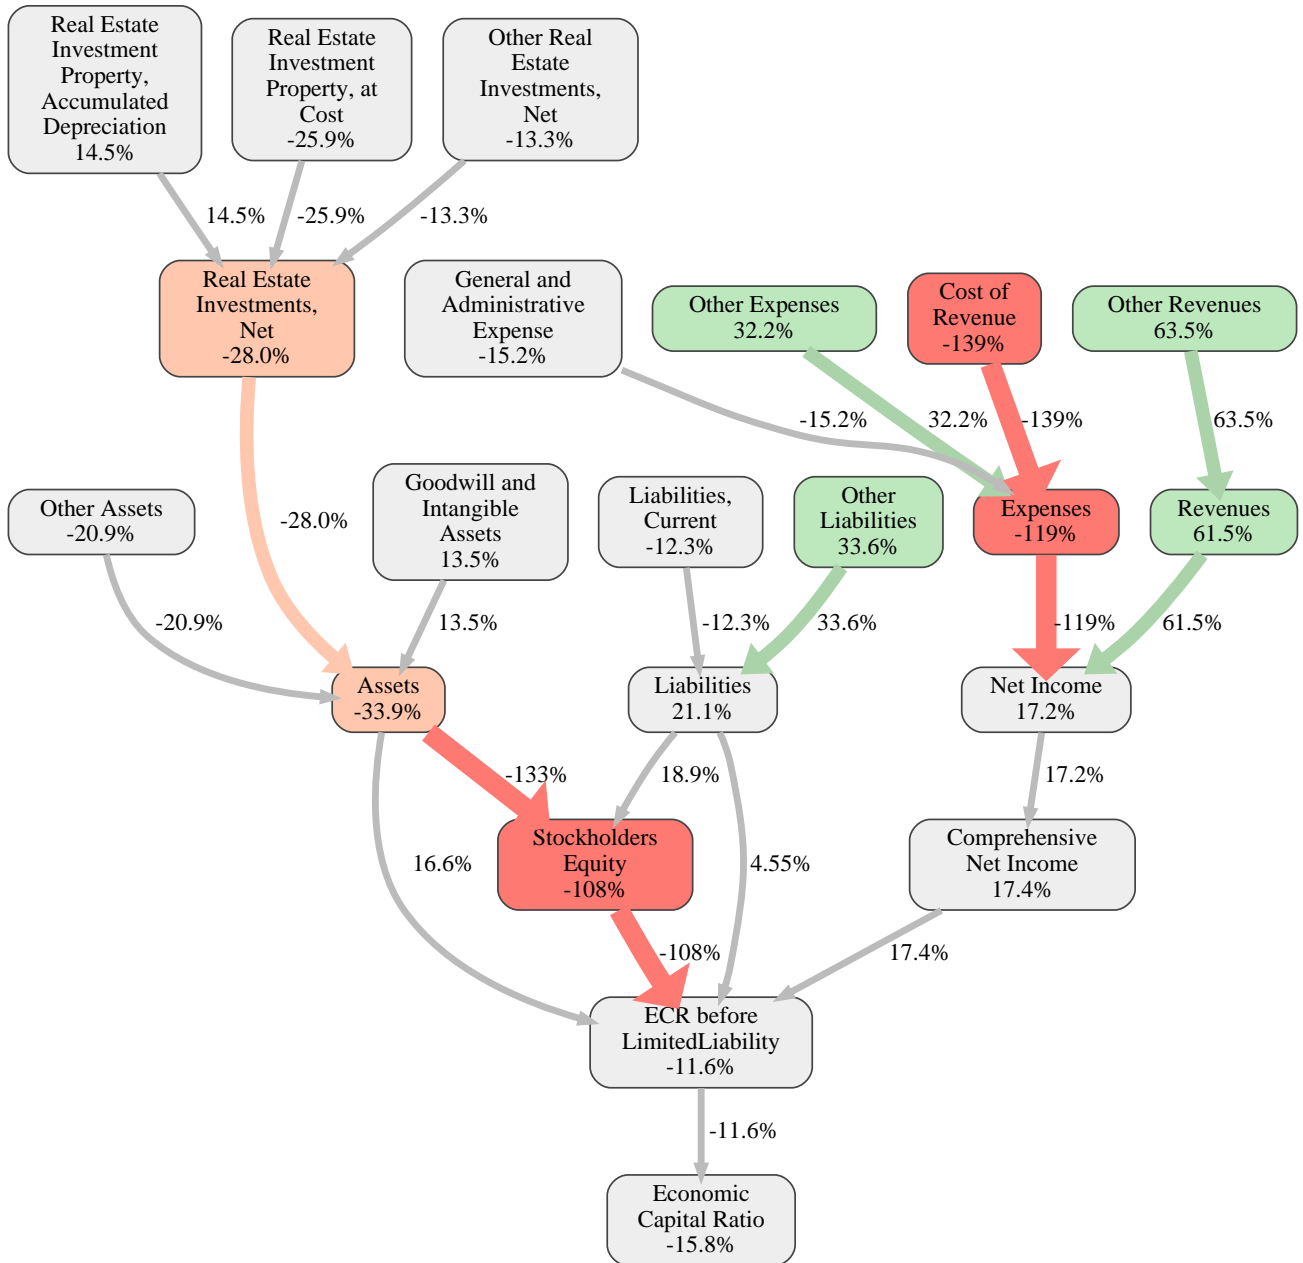 Real Estate
Investment
Property,
Accumulated
Depreciation
14.5%
Real Estate
Investment
Property, at
Cost
-25.9%
Other Real
Estate
Investments,
Net
-13.3%
14.5%
-25.9%
-13.3%
Real Estate
Investments,
Net
-28.0%
General and
Administrative
Expense
-15.2%
Other Expenses
32.2%
Cost of
Revenue
-139%
Other Revenues
63.5%
-15.2%
32.2%
-139%
63.5%
Other Assets
-20.9%
-28.0%
Goodwill and
Intangible
Assets
13.5%
Liabilities,
Current
-12.3%
Other
Liabilities
33.6%
Expenses
-119%
Revenues
61.5%
-20.9%
13.5%
-12.3%
33.6%
-119%
61.5%
Assets
-33.9%
Liabilities
21.1%
Net Income
17.2%
-133%
18.9%
17.2%
16.6%
Stockholders
Equity
-108%
4.55%
Comprehensive
Net Income
17.4%
-108%
17.4%
ECR before
LimitedLiability
-11.6%
-11.6%
Economic
Capital Ratio
-15.8%